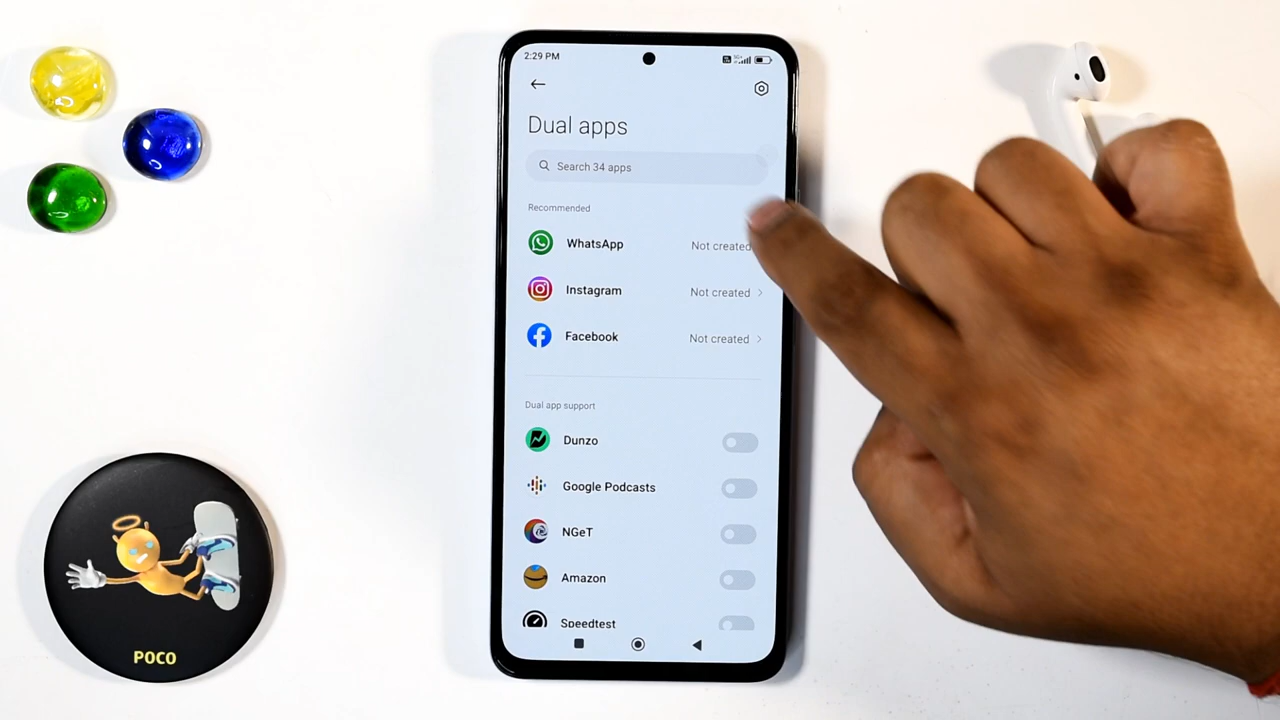 2:29 PM
Dual apps
Search 34 apps
Recommended
WhatsApp Not created
Instagram Not created
Facebook Not created
Dual app support
Dunzo
Google Podcasts
NGeT
Amazon
Speedtest
POCO